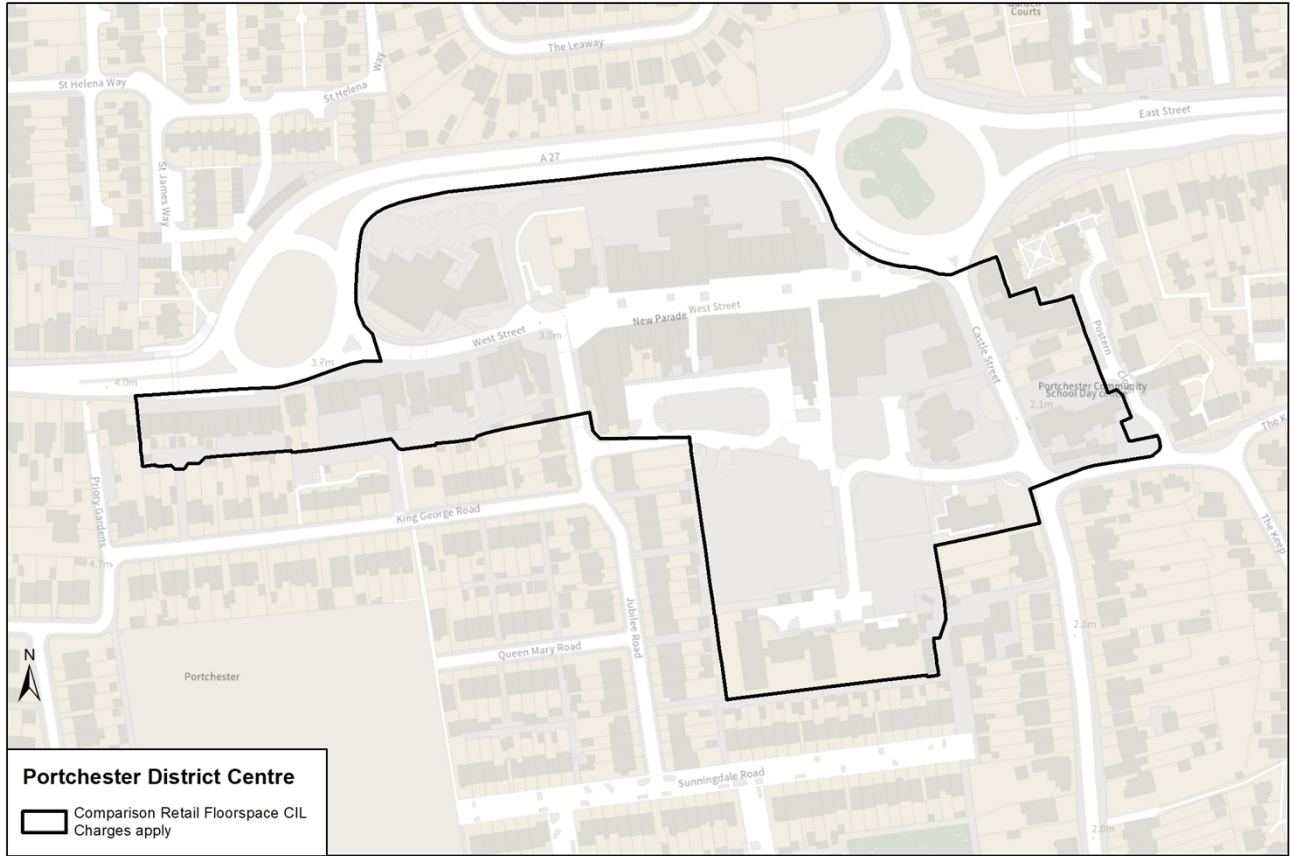 Garden
Courts
The Leaway
St Helena Way
St Helena Way
East Street
A 27
St James Way
West Street
New Parade
West Street
3.0m
3.7m
4.0m
Castle Street
Postern Close
Portchester Community
School Day centre
2.1m
The Keep
Priory Gardens
King George Road
4.7m
Jubilee Road
Queen Mary Road
2.1m
N
Portchester
Sunningdale Road
2.0m
Portchester District Centre
Comparison Retail Floorspace CIL
Charges apply